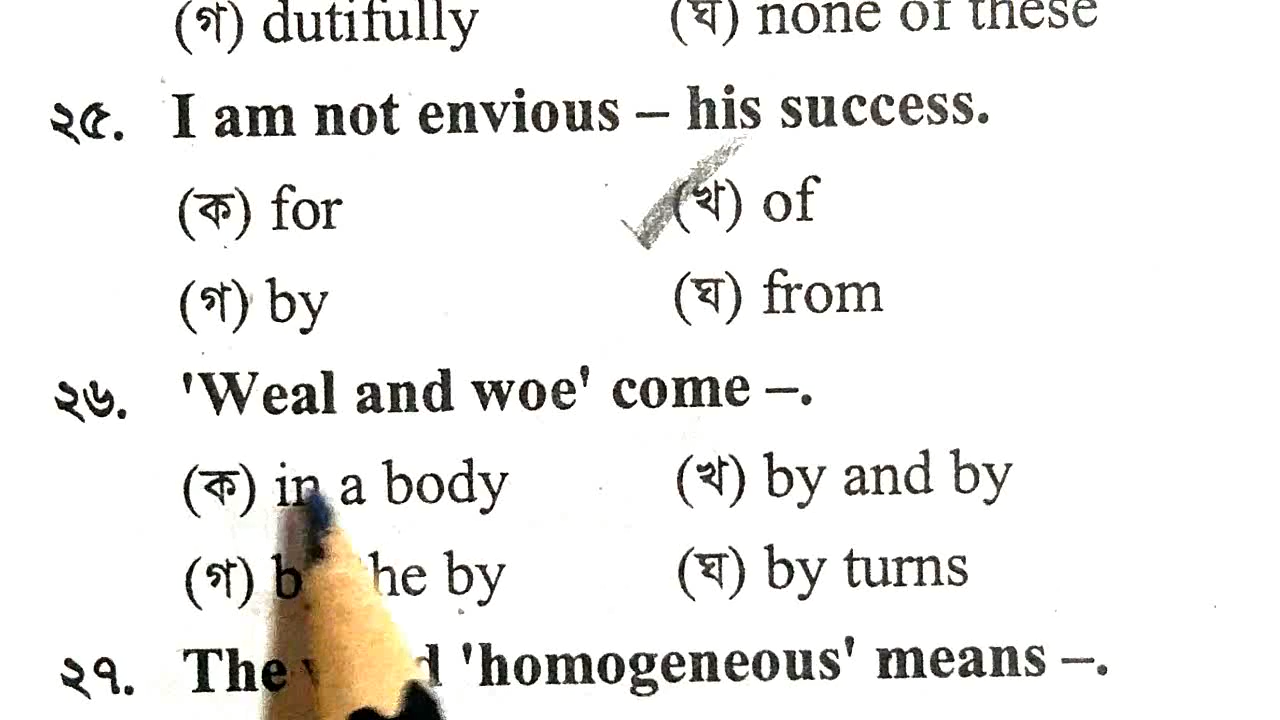 (গ) dutifully (ঘ) none of these
২৫. I am not envious – his success.
(ক) for (খ) of
(গ) by (ঘ) from
২৬. 'Weal and woe' come –.
(ক) in a body (খ) by and by
(গ) he by (ঘ) by turns
২৭. The 'homogeneous' means –.